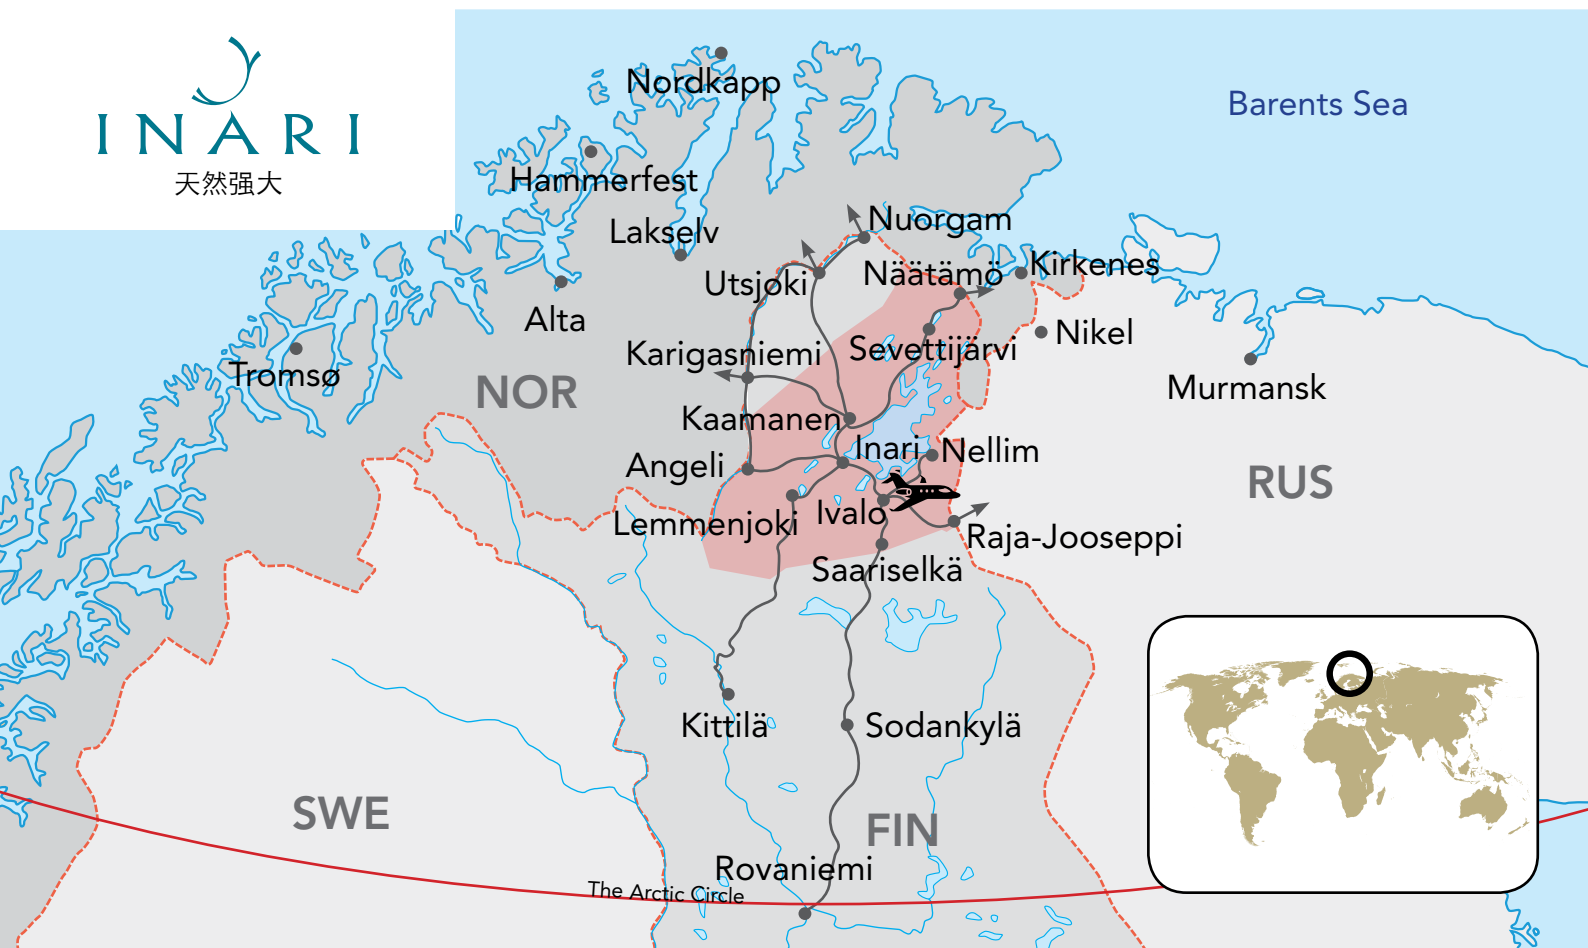 INARI
天然强大
Nordkapp
Barents Sea
Hammerfest
Lakselv
Nuorgam
Utsjoki
Näätämö
Kirkenes
Alta
Nikel
Tromsø
Karigasniemi
Sevettijärvi
NOR
Murmansk
Kaamanen
Inari
Nellim
Angeli
RUS
Lemmenjoki
Ivalo
Raja-Jooseppi
Saariselkä
Kittilä
Sodankylä
SWE
FIN
Rovaniemi
The Arctic Circle